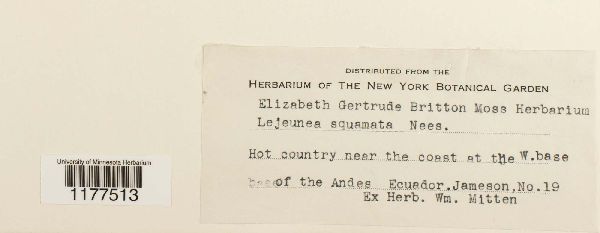 DISTRIBUTED FROM THE
HERBARIUM OF THE NEW YORK BOTANICAL GARDEN
Elizabeth Gertrude Britton Moss Herbarium
Lejeunea squamata Nees.
Hot country near the coast at the W.base
of the Andes Ecuador.Jameson,No.19
Ex Herb. Wm. Mitten
University of Minnesota Herbarium
1177513